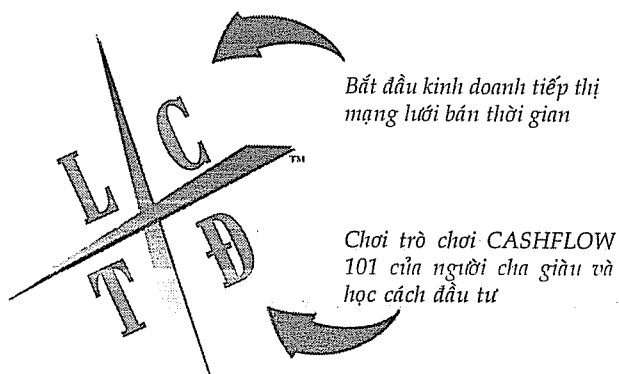 L C
™
Bắt đầu kinh doanh tiếp thị
mạng lưới bán thời gian
T Đ
Chơi trò chơi CASHFLOW
101 của người cha giàu và
học cách đầu tư